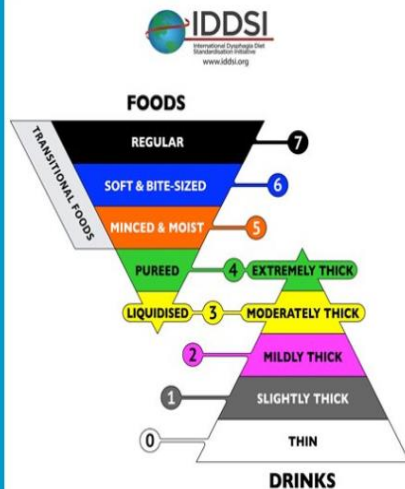 IDDSI
International Dysphagia Diet
Standardisation Initiative
www.iddsi.org
FOODS
TRANSITIONAL FOODS
REGULAR 7
SOFT & BITE-SIZED 6
MINCED & MOIST 5
PUREED 4 EXTREMELY THICK
LIQUIDISED 3 MODERATELY THICK
2 MILDLY THICK
1 SLIGHTLY THICK
0 THIN
DRINKS